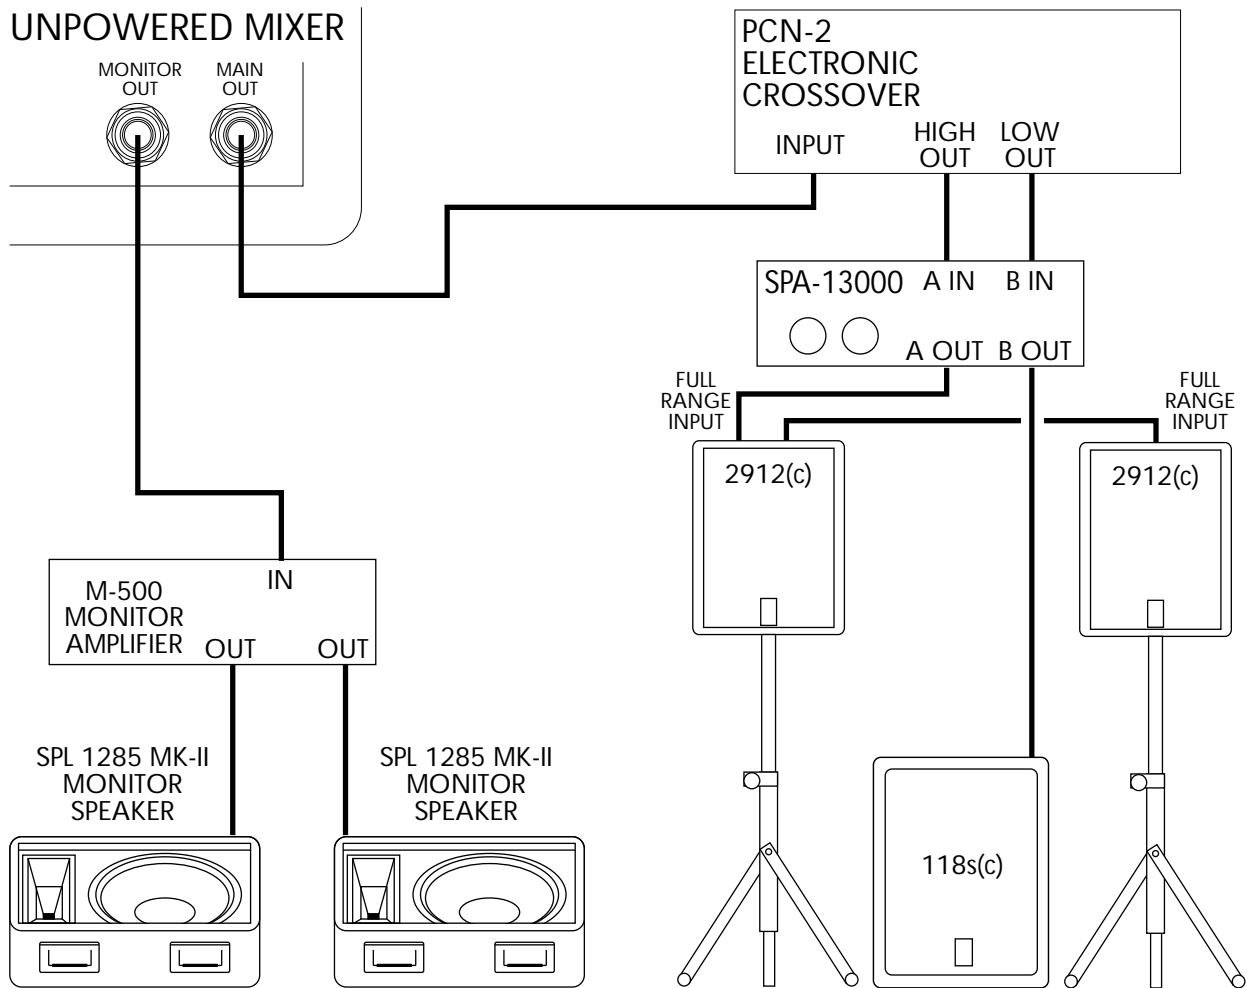 UNPOWERED MIXER
MONITOR
OUT
MAIN
OUT
PCN-2
ELECTRONIC
CROSSOVER
INPUT
HIGH
OUT
LOW
OUT
SPA-13000
A IN
B IN
A OUT
B OUT
FULL
RANGE
INPUT
FULL
RANGE
INPUT
2912(c)
2912(c)
M-500
MONITOR
AMPLIFIER
IN
OUT
OUT
SPL 1285 MK-II
MONITOR
SPEAKER
SPL 1285 MK-II
MONITOR
SPEAKER
118s(c)